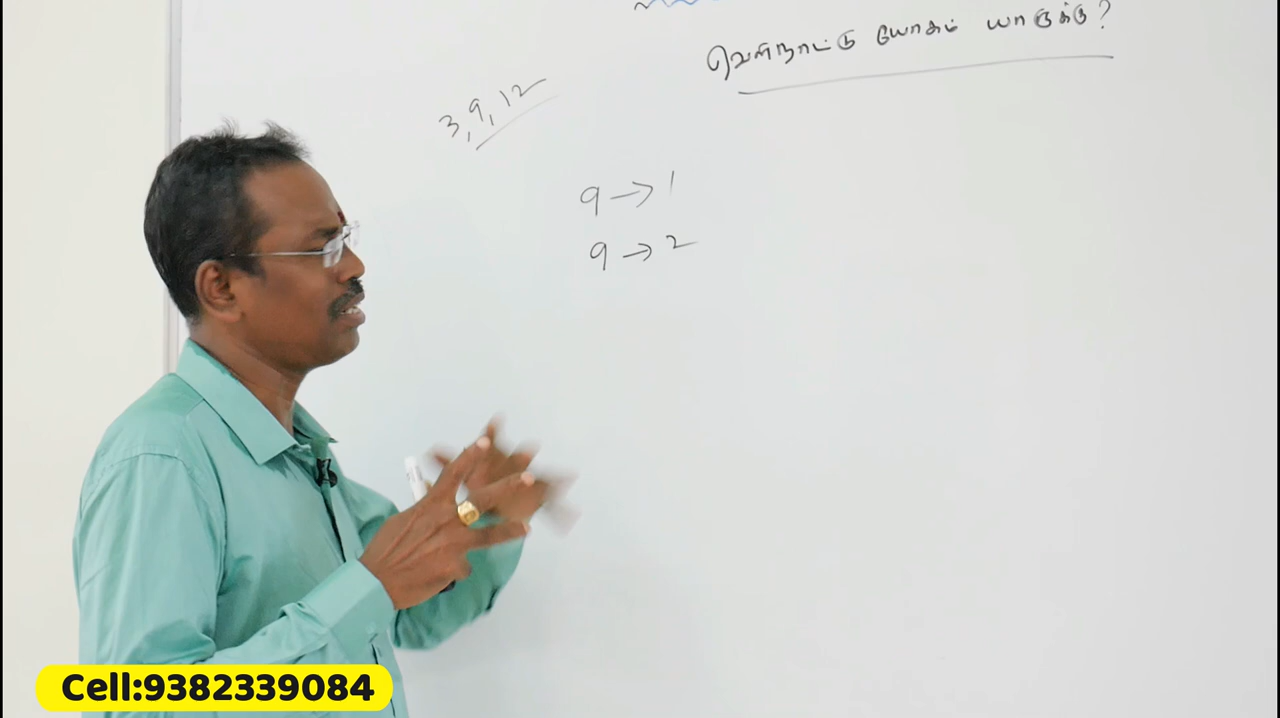 வெளிநாட்டு யோகம் யாருக்கு?
3, 9, 12
9 → 1
9 → 2
Cell:9382339084